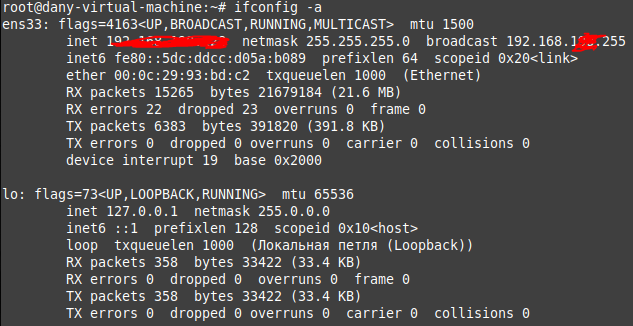 root@dany-virtual-machine:~# ifconfig -a
ens33: flags=4163<UP,BROADCAST,RUNNING,MULTICAST>  mtu 1500
inet netmask 255.255.255.0  broadcast 192.168.
inet6 fe80::5dc:ddcc:d05a:b089  prefixlen 64  scopeid 0x20<link>
ether 00:0c:29:93:bd:c2  txqueuelen 1000  (Ethernet)
RX packets 15265  bytes 21679184 (21.6 MB)
RX errors 22  dropped 23  overruns 0  frame 0
TX packets 6383  bytes 391820 (391.8 KB)
TX errors 0  dropped 0 overruns 0  carrier 0  collisions 0
device interrupt 19  base 0x2000
lo: flags=73<UP,LOOPBACK,RUNNING>  mtu 65536
inet 127.0.0.1  netmask 255.0.0.0
inet6 ::1  prefixlen 128  scopeid 0x10<host>
loop  txqueuelen 1000  (Локальная петля (Loopback))
RX packets 358  bytes 33422 (33.4 KB)
RX errors 0  dropped 0  overruns 0  frame 0
TX packets 358  bytes 33422 (33.4 KB)
TX errors 0  dropped 0 overruns 0  carrier 0  collisions 0